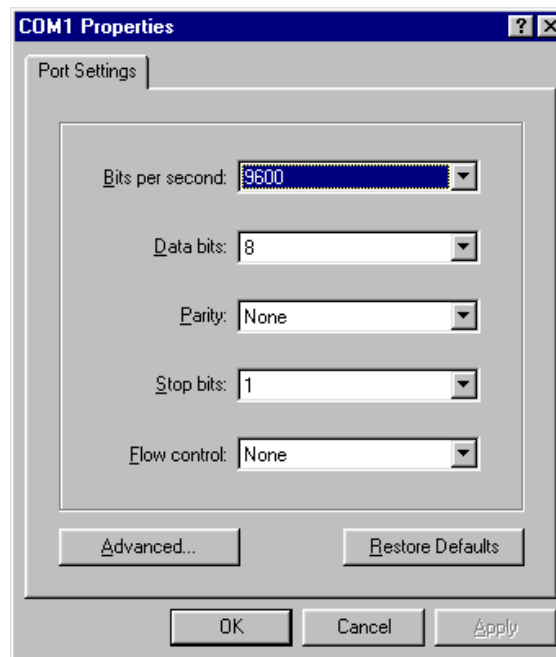 COM1 Properties
Port Settings
Bits per second: 9600
Data bits: 8
Parity: None
Stop bits: 1
Flow control: None
Advanced... Restore Defaults
OK Cancel Apply